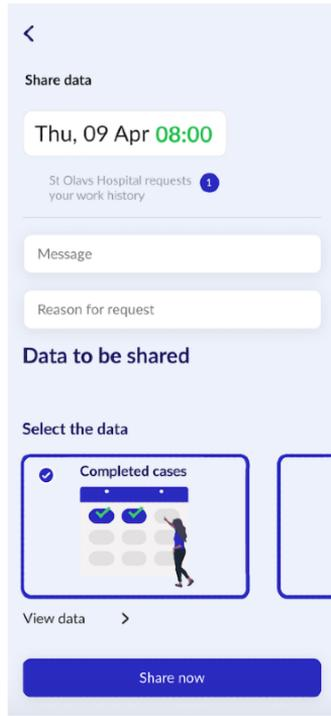 Share data
Thu, 09 Apr 08:00
St Olavs Hospital requests
your work history
1
Message
Reason for request
Data to be shared
Select the data
Completed cases
View data
Share now